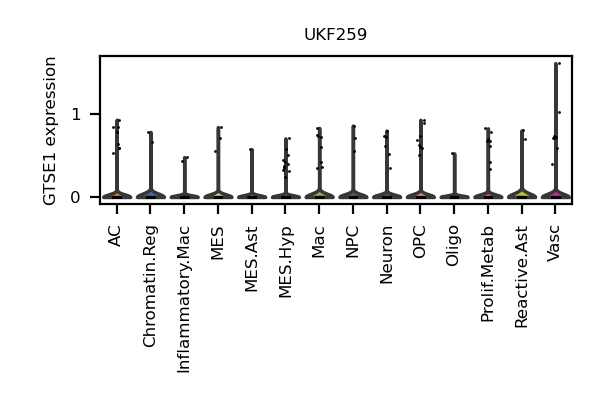 UKF259
GTSE1 expression
1
0
AC
Chromatin.Reg
Inflammatory.Mac
MES
MES.Ast
MES.Hyp
Mac
NPC
Neuron
OPC
Oligo
Prolif.Metab
Reactive.Ast
Vasc